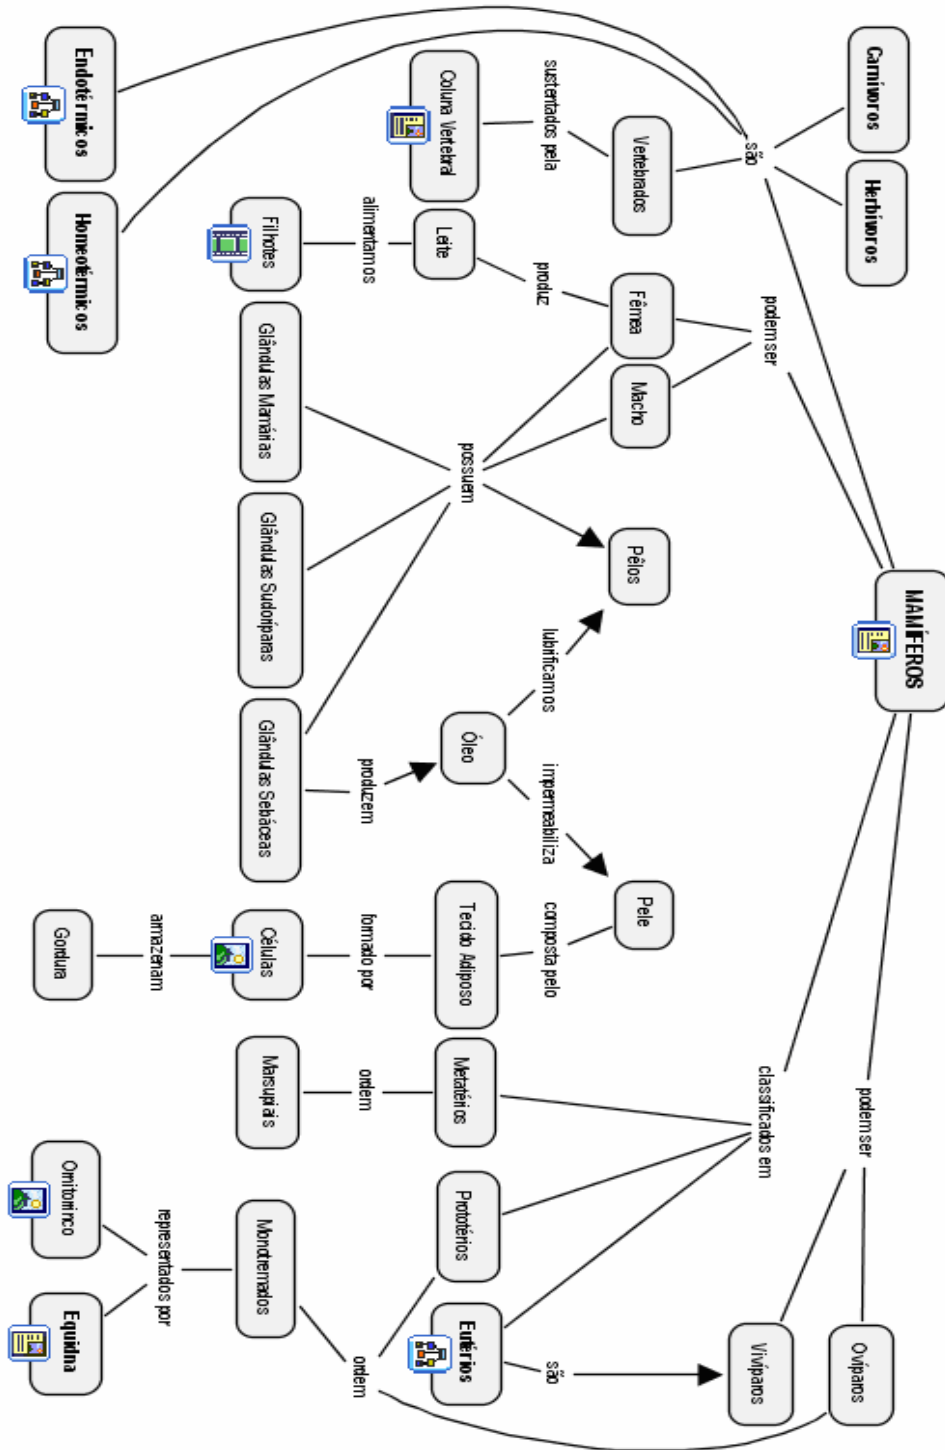 MAMÍFEROS
Carnívoros
Herbívoros
são
podem ser
classificados em
podem ser
Vertebrados
Fêmea
Macho
Pêlos
Pele
Vivíparos
Ovíparos
sustentados pela
produz
possuem
lubrificam os
impermeabiliza
composta pelo
Coluna Vertebral
Leite
Óleo
Tecido Adiposo
Metatérios
Prototérios
Eutérios
são
alimentam os
produzem
formado por
ordem
ordem
Filhotes
Glândulas Mamárias
Glândulas Sudoríparas
Glândulas Sebáceas
Células
Marsupiais
Monotremados
armazenam
representados por
Endotérmicos
Homeotérmicos
Gordura
Ornitorrinco
Equidna